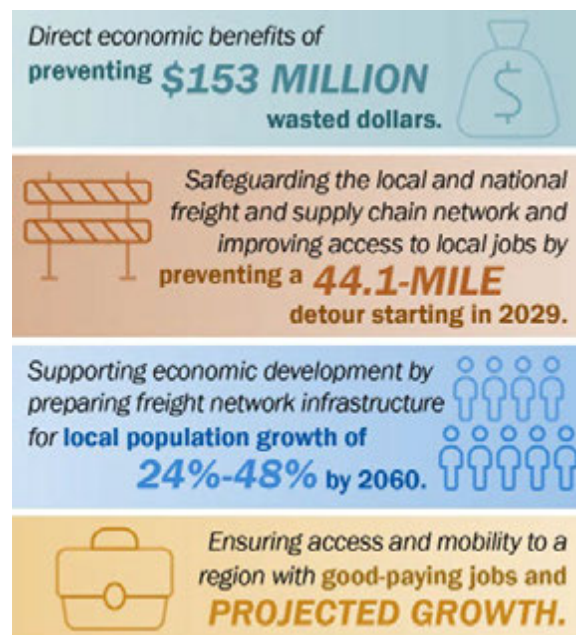 Direct economic benefits of
preventing $153 MILLION
wasted dollars.
$
Safeguarding the local and national
freight and supply chain network and
improving access to local jobs by
preventing a 44.1-MILE
detour starting in 2029.
Supporting economic development by
preparing freight network infrastructure
for local population growth of
24%-48% by 2060.
Ensuring access and mobility to a
region with good-paying jobs and
PROJECTED GROWTH.